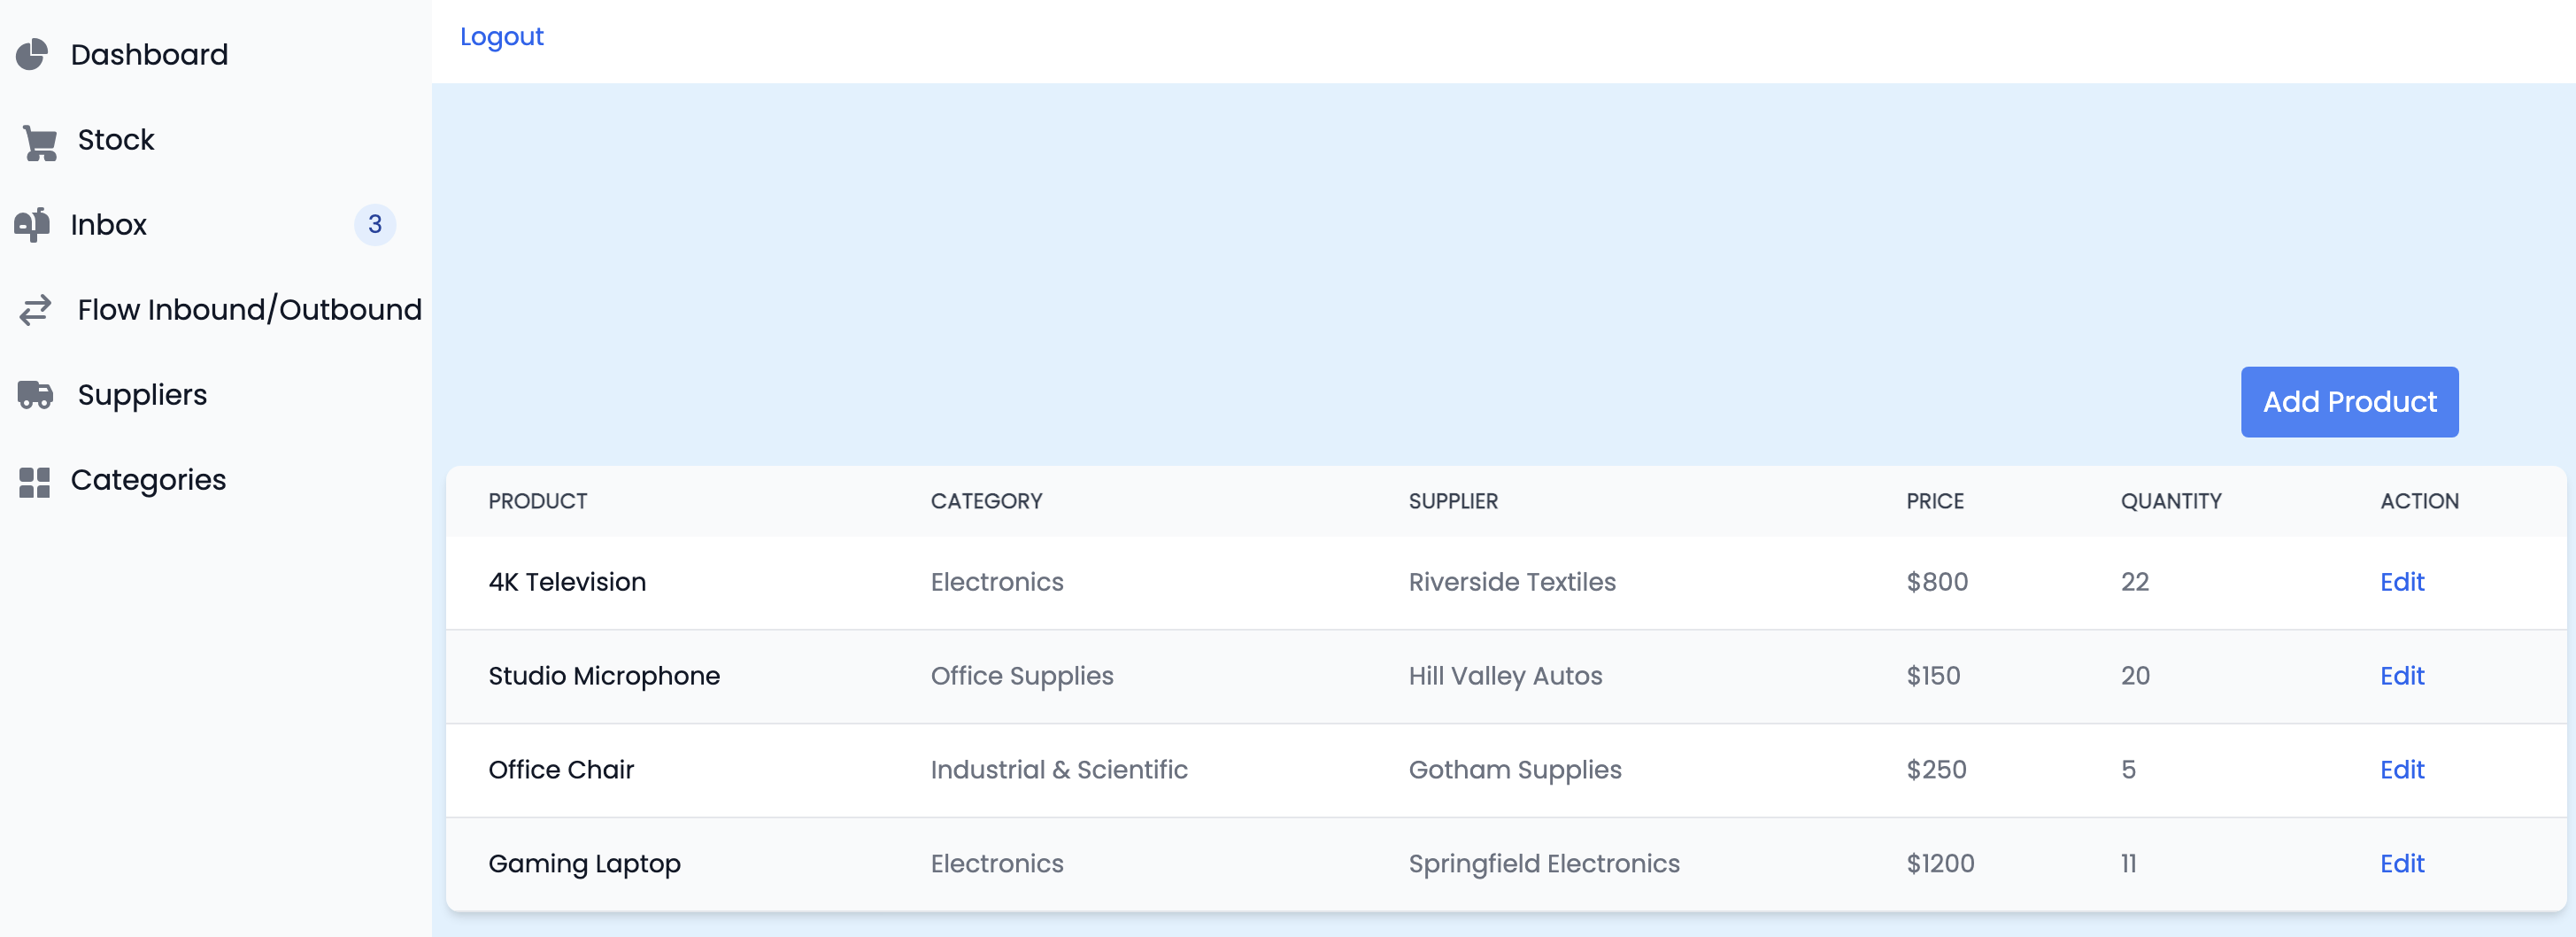 Dashboard
Stock
Inbox 3
Flow Inbound/Outbound
Suppliers
Categories
Logout
Add Product
PRODUCT CATEGORY SUPPLIER PRICE QUANTITY ACTION
4K Television Electronics Riverside Textiles $800 22 Edit
Studio Microphone Office Supplies Hill Valley Autos $150 20 Edit
Office Chair Industrial & Scientific Gotham Supplies $250 5 Edit
Gaming Laptop Electronics Springfield Electronics $1200 11 Edit